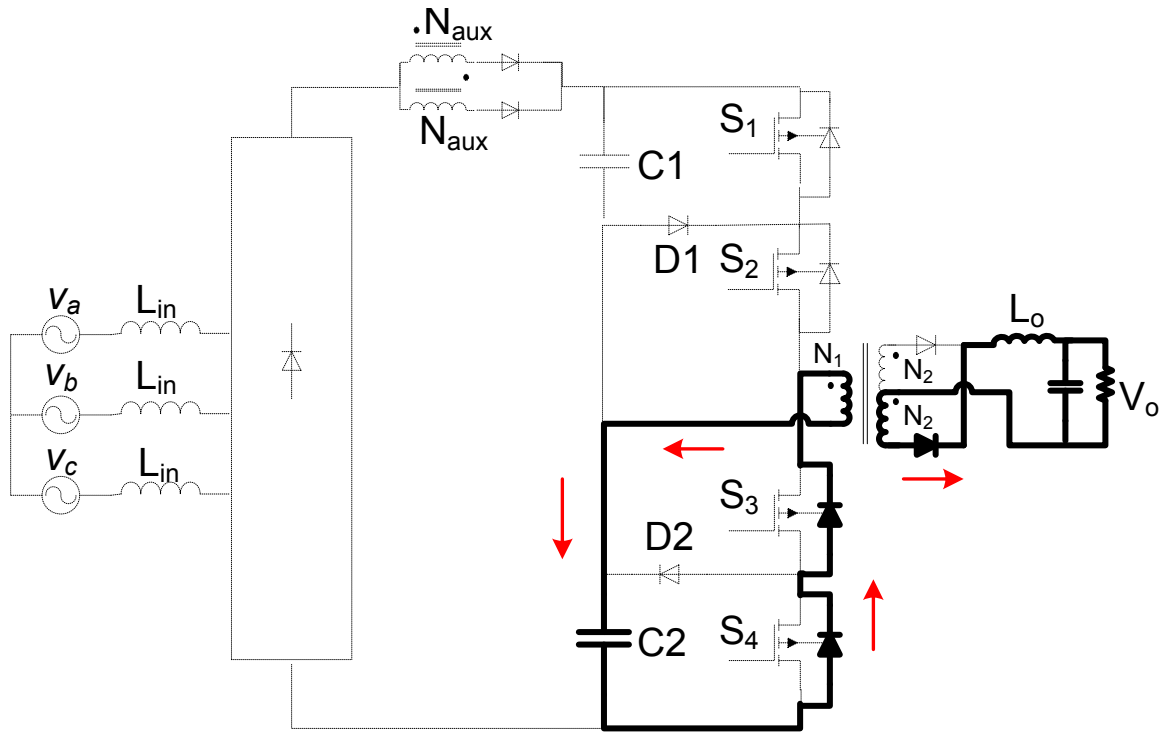 .Naux
Naux
S1
C1
D1
S2
va
Lin
vb
Lin
vc
Lin
Lo
N1
N2
N2
Vo
S3
D2
C2
S4